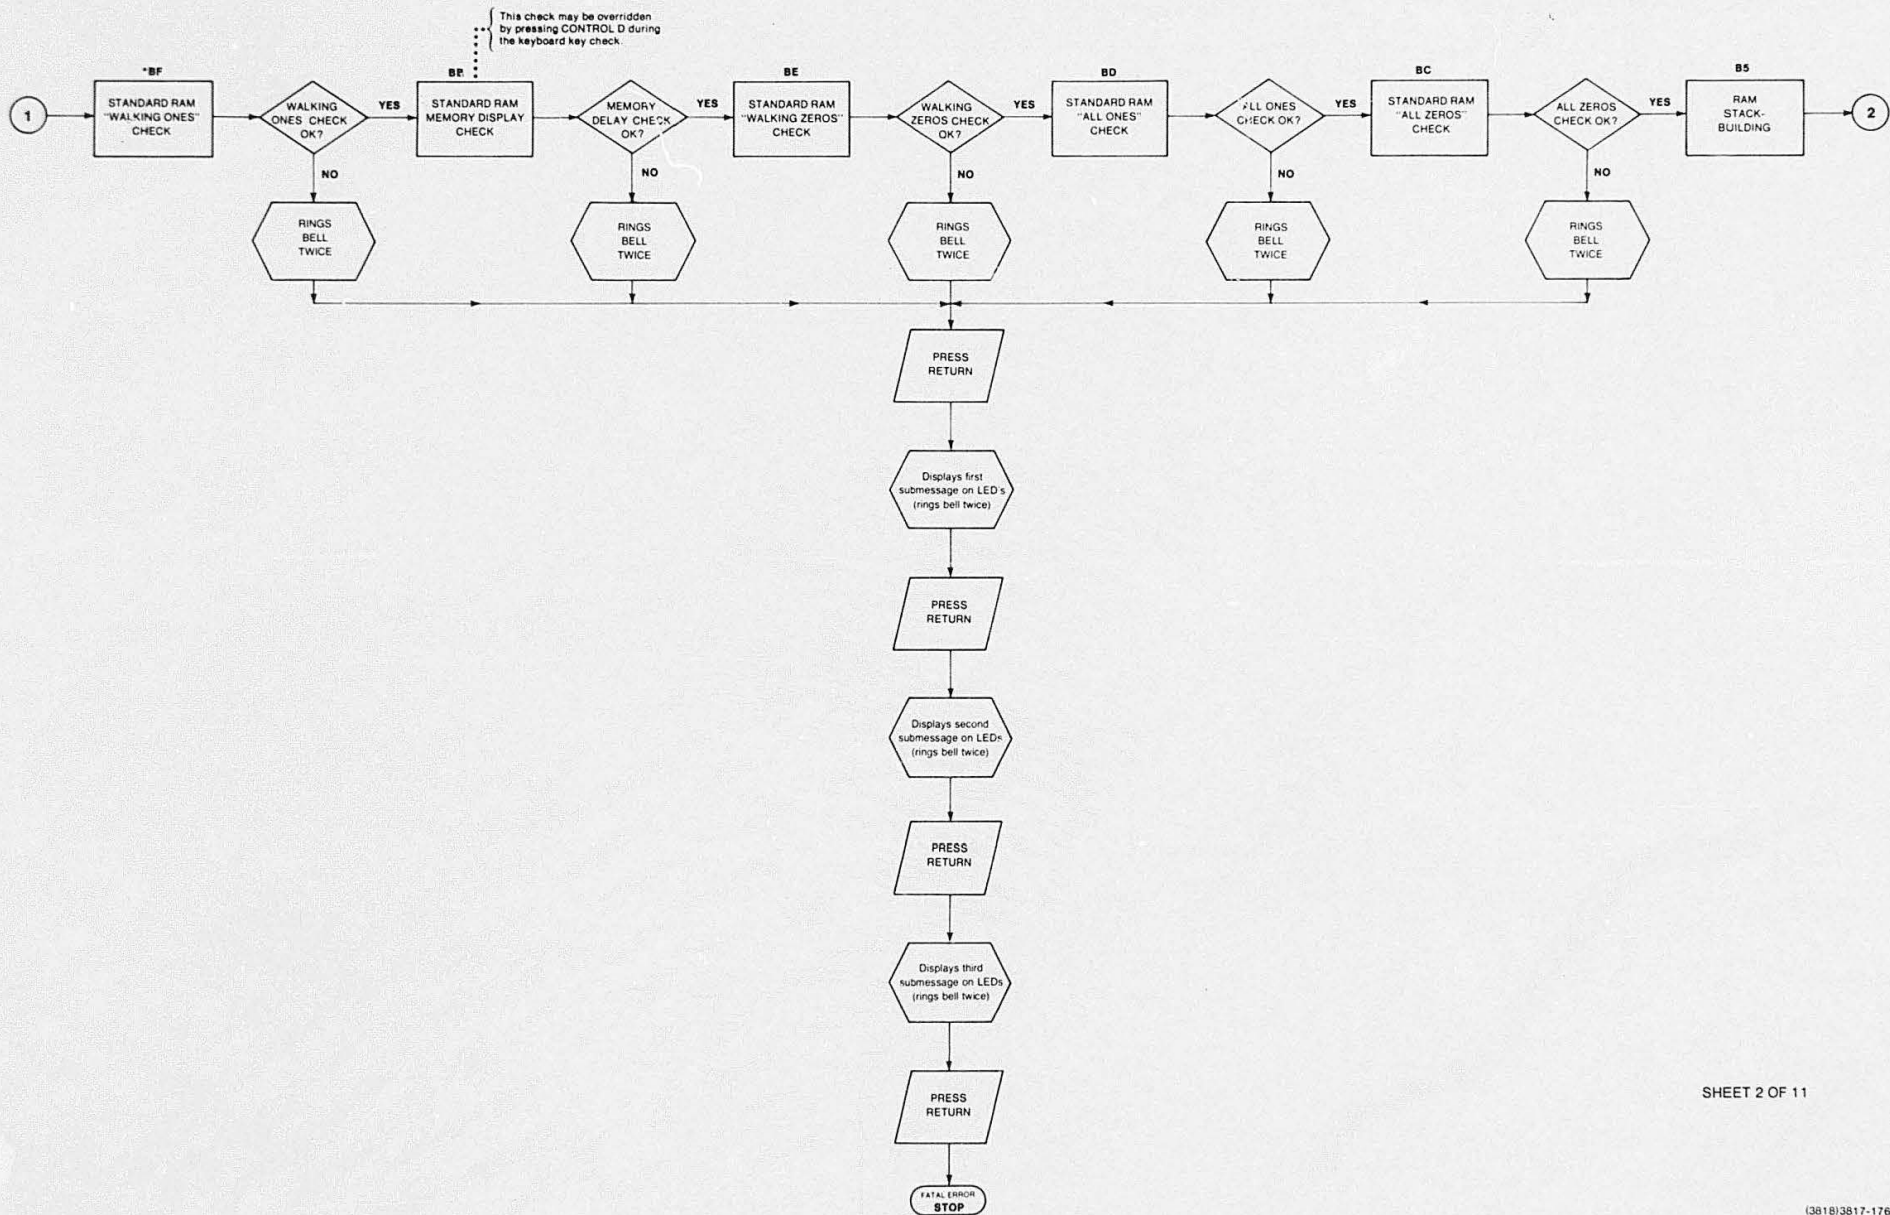 This check may be overridden
by pressing CONTROL D during
the keyboard key check.
1
*BF
STANDARD RAM
"WALKING ONES"
CHECK
WALKING
ONES CHECK
OK?
YES
NO
RINGS
BELL
TWICE
STANDARD RAM
MEMORY DISPLAY
CHECK
MEMORY
DELAY CHECK
OK?
YES
NO
RINGS
BELL
TWICE
BE
STANDARD RAM
"WALKING ZEROS"
CHECK
WALKING
ZEROS CHECK
OK?
YES
NO
RINGS
BELL
TWICE
BD
STANDARD RAM
"ALL ONES"
CHECK
ALL ONES
CHECK OK?
YES
NO
RINGS
BELL
TWICE
BC
STANDARD RAM
"ALL ZEROS"
CHECK
ALL ZEROS
CHECK OK?
YES
NO
RINGS
BELL
TWICE
B5
RAM
STACK-
BUILDING
2
PRESS
RETURN
Displays first
submessage on LED's
(rings bell twice)
PRESS
RETURN
Displays second
submessage on LEDs
(rings bell twice)
PRESS
RETURN
Displays third
submessage on LEDs
(rings bell twice)
PRESS
RETURN
FATAL ERROR
STOP
SHEET 2 OF 11
(3818)3817-176